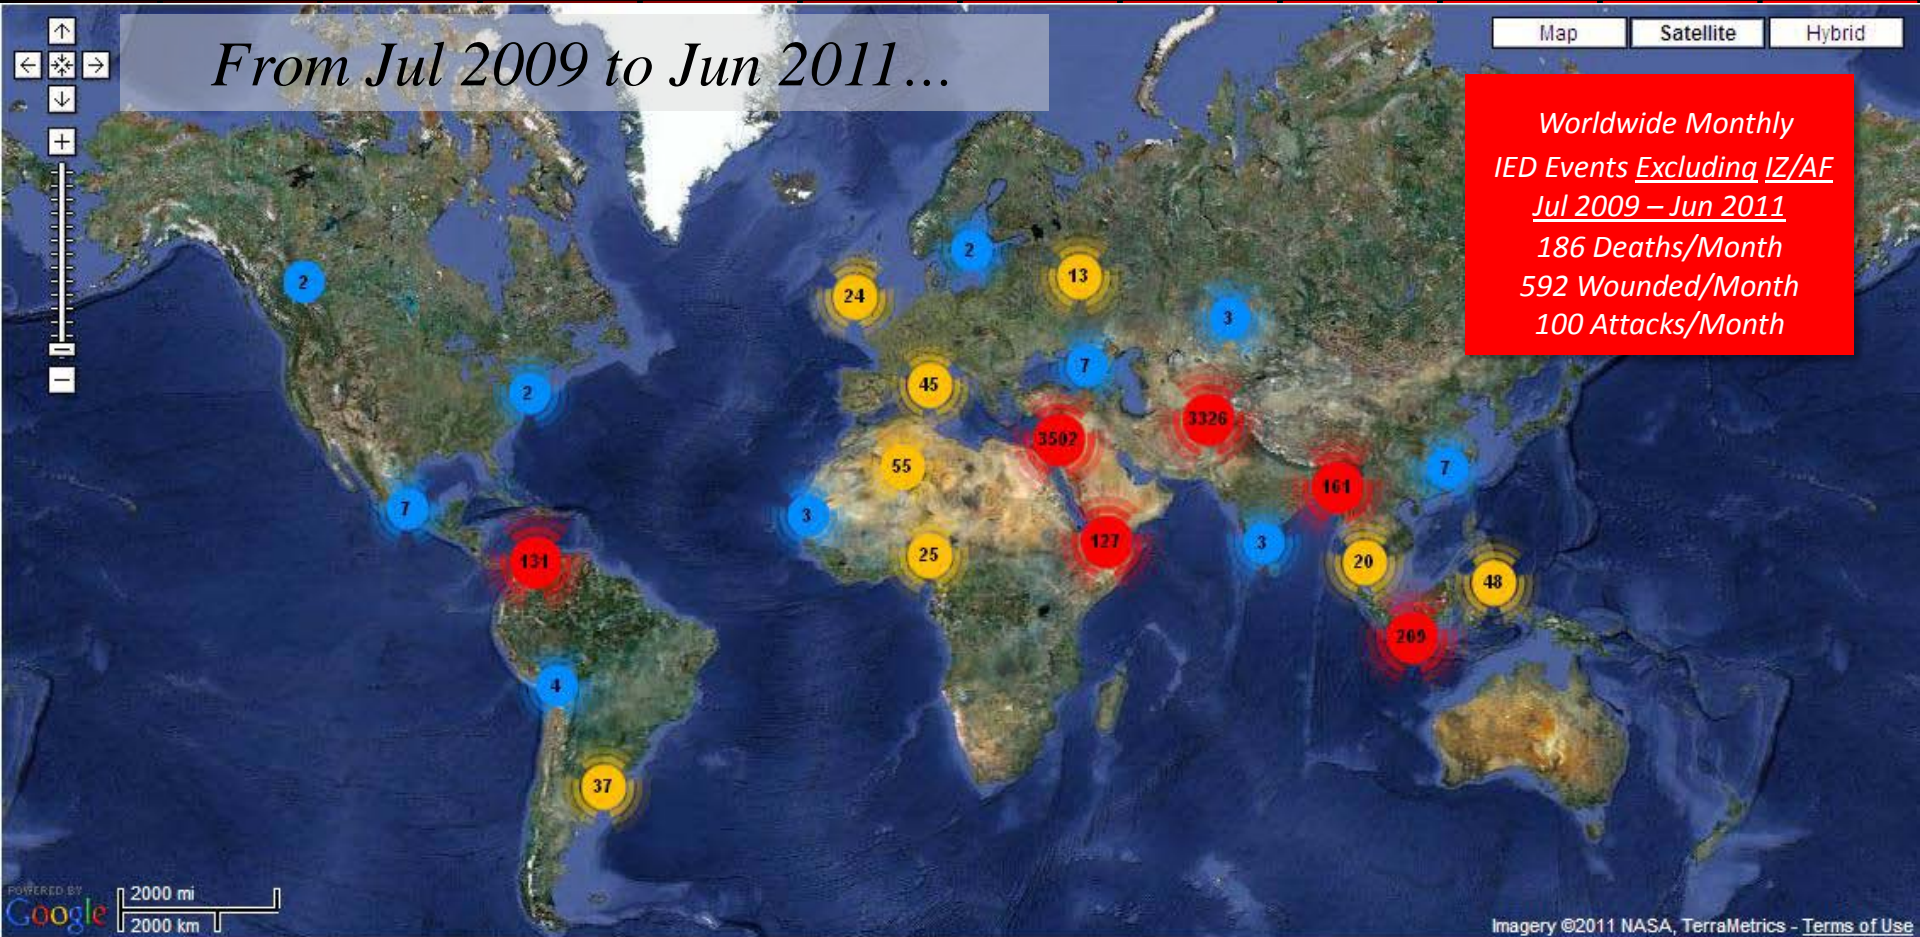 From Jul 2009 to Jun 2011...
Map
Satellite
Hybrid
Worldwide Monthly
IED Events Excluding IZ/AF
Jul 2009 – Jun 2011
186 Deaths/Month
592 Wounded/Month
100 Attacks/Month
2
13
2
24
3
7
45
2
3326
3502
55
7
161
7
3
127
3
25
131
20
48
209
4
37
POWERED BY
Google
2000 mi
2000 km
Imagery ©2011 NASA, TerraMetrics - Terms of Use